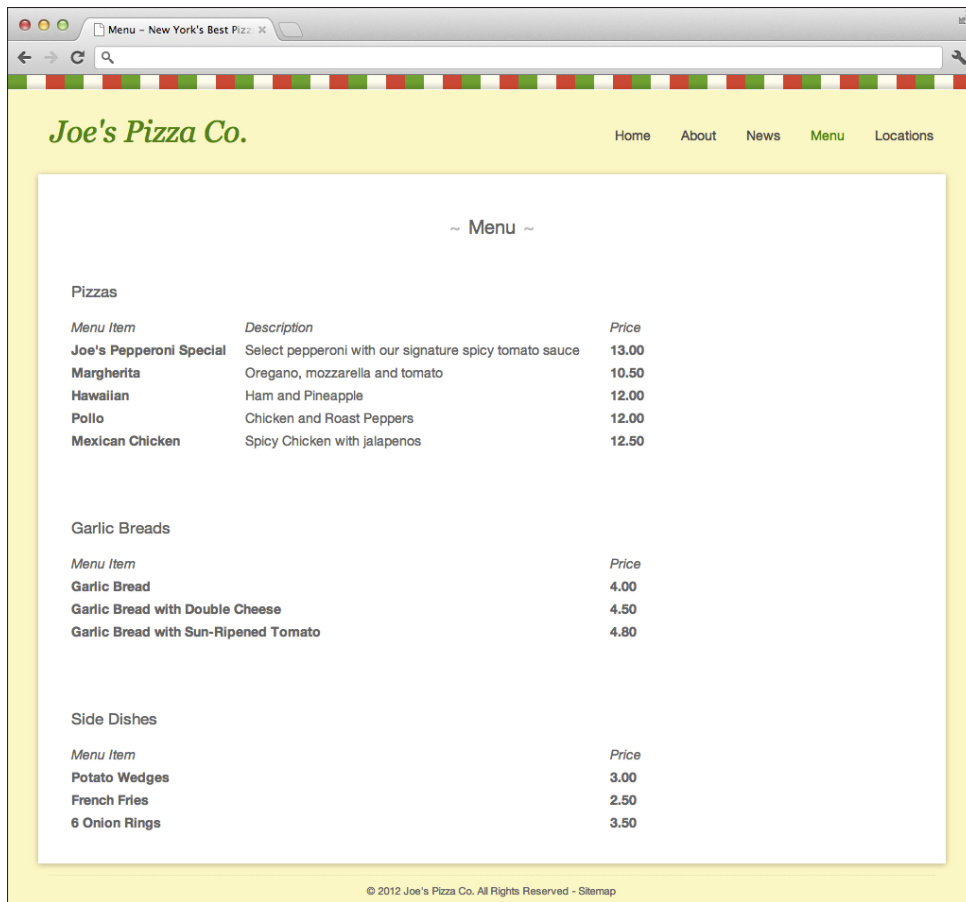 Menu – New York's Best Pizz
Joe's Pizza Co.
Home About News Menu Locations
~ Menu ~
Pizzas
Menu Item Description Price
Joe's Pepperoni Special Select pepperoni with our signature spicy tomato sauce 13.00
Margherita Oregano, mozzarella and tomato 10.50
Hawaiian Ham and Pineapple 12.00
Pollo Chicken and Roast Peppers 12.00
Mexican Chicken Spicy Chicken with jalapenos 12.50
Garlic Breads
Menu Item Price
Garlic Bread 4.00
Garlic Bread with Double Cheese 4.50
Garlic Bread with Sun-Ripened Tomato 4.80
Side Dishes
Menu Item Price
Potato Wedges 3.00
French Fries 2.50
6 Onion Rings 3.50
© 2012 Joe's Pizza Co. All Rights Reserved - Sitemap